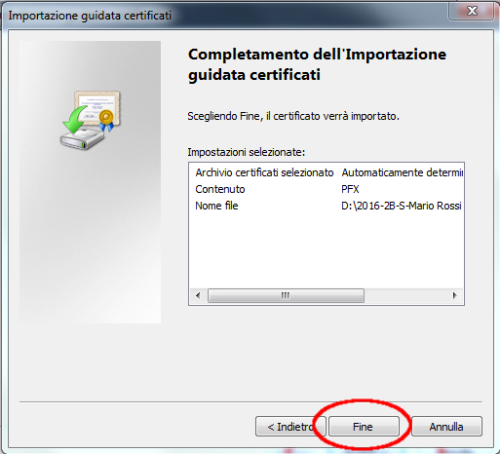 Importazione guidata certificati
Completamento dell'Importazione
guidata certificati
Scegliendo Fine, il certificato verrà importato.
Impostazioni selezionate:
Archivio certificati selezionato Automaticamente determi
Contenuto PFX
Nome file D:\2016-2B-S-Mario Rossi
< Indietro Fine Annulla